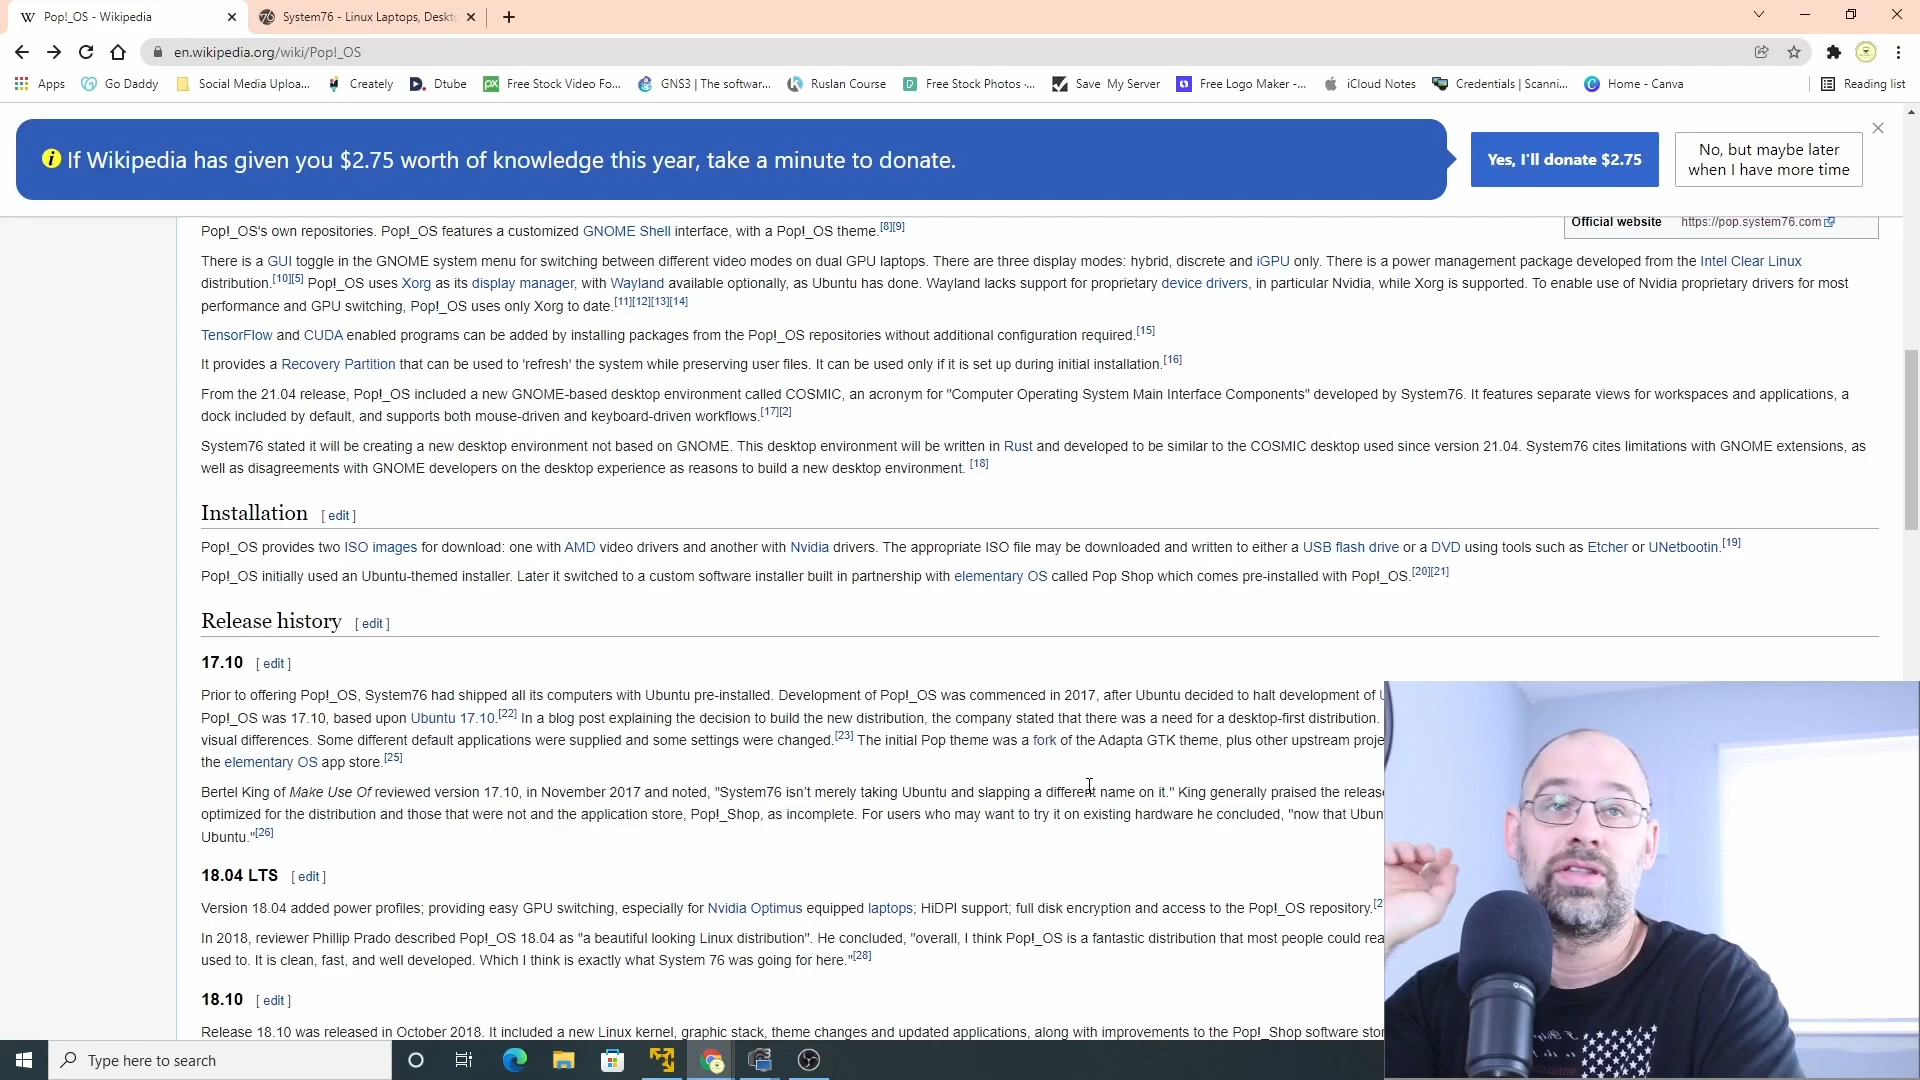 Pop!_OS - Wikipedia
System76 - Linux Laptops, Deskt
en.wikipedia.org/wiki/Pop!_OS
Apps
Go Daddy
Social Media Uploa...
Creately
Dtube
Free Stock Video Fo...
GNS3 | The softwar...
Ruslan Course
Free Stock Photos ·...
Save My Server
Free Logo Maker -...
iCloud Notes
Credentials | Scanni...
Home - Canva
Reading list
If Wikipedia has given you $2.75 worth of knowledge this year, take a minute to donate.
Yes, I'll donate $2.75
No, but maybe later
when I have more time
Official website https://pop.system76.com
Pop!_OS's own repositories. Pop!_OS features a customized GNOME Shell interface, with a Pop!_OS theme.[8][9]
There is a GUI toggle in the GNOME system menu for switching between different video modes on dual GPU laptops. There are three display modes: hybrid, discrete and iGPU only. There is a power management package developed from the Intel Clear Linux
distribution.[10][5] Pop!_OS uses Xorg as its display manager, with Wayland available optionally, as Ubuntu has done. Wayland lacks support for proprietary device drivers, in particular Nvidia, while Xorg is supported. To enable use of Nvidia proprietary drivers for most
performance and GPU switching, Pop!_OS uses only Xorg to date.[11][12][13][14]
TensorFlow and CUDA enabled programs can be added by installing packages from the Pop!_OS repositories without additional configuration required.[15]
It provides a Recovery Partition that can be used to 'refresh' the system while preserving user files. It can be used only if it is set up during initial installation.[16]
From the 21.04 release, Pop!_OS included a new GNOME-based desktop environment called COSMIC, an acronym for "Computer Operating System Main Interface Components" developed by System76. It features separate views for workspaces and applications, a
dock included by default, and supports both mouse-driven and keyboard-driven workflows.[17][2]
System76 stated it will be creating a new desktop environment not based on GNOME. This desktop environment will be written in Rust and developed to be similar to the COSMIC desktop used since version 21.04. System76 cites limitations with GNOME extensions, as
well as disagreements with GNOME developers on the desktop experience as reasons to build a new desktop environment. [18]
Installation [ edit ]
Pop!_OS provides two ISO images for download: one with AMD video drivers and another with Nvidia drivers. The appropriate ISO file may be downloaded and written to either a USB flash drive or a DVD using tools such as Etcher or UNetbootin.[19]
Pop!_OS initially used an Ubuntu-themed installer. Later it switched to a custom software installer built in partnership with elementary OS called Pop Shop which comes pre-installed with Pop!_OS.[20][21]
Release history [ edit ]
17.10 [ edit ]
Prior to offering Pop!_OS, System76 had shipped all its computers with Ubuntu pre-installed. Development of Pop!_OS was commenced in 2017, after Ubuntu decided to halt development of U
Pop!_OS was 17.10, based upon Ubuntu 17.10.[22] In a blog post explaining the decision to build the new distribution, the company stated that there was a need for a desktop-first distribution.
visual differences. Some different default applications were supplied and some settings were changed.[23] The initial Pop theme was a fork of the Adapta GTK theme, plus other upstream proje
the elementary OS app store.[25]
Bertel King of Make Use Of reviewed version 17.10, in November 2017 and noted, "System76 isn't merely taking Ubuntu and slapping a different name on it." King generally praised the release
optimized for the distribution and those that were not and the application store, Pop!_Shop, as incomplete. For users who may want to try it on existing hardware he concluded, "now that Ubun
Ubuntu."[26]
18.04 LTS [ edit ]
Version 18.04 added power profiles; providing easy GPU switching, especially for Nvidia Optimus equipped laptops; HiDPI support; full disk encryption and access to the Pop!_OS repository.[2
In 2018, reviewer Phillip Prado described Pop!_OS 18.04 as "a beautiful looking Linux distribution". He concluded, "overall, I think Pop!_OS is a fantastic distribution that most people could rea
used to. It is clean, fast, and well developed. Which I think is exactly what System 76 was going for here."[28]
18.10 [ edit ]
Release 18.10 was released in October 2018. It included a new Linux kernel, graphic stack, theme changes and updated applications, along with improvements to the Pop!_Shop software stor
Type here to search